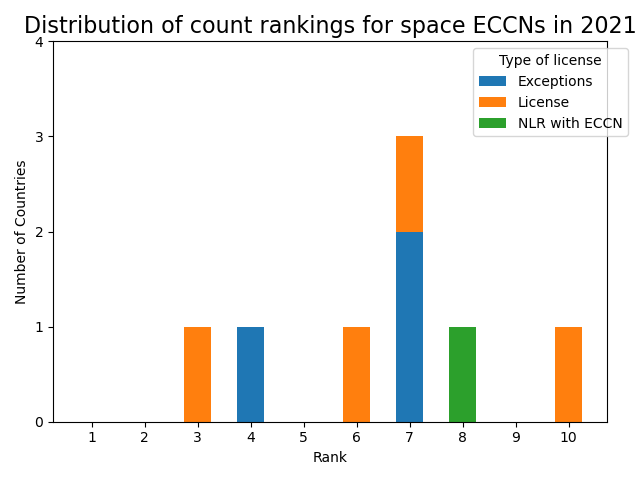 Distribution of count rankings for space ECCNs in 2021
Type of license
Exceptions
License
NLR with ECCN
Number of Countries
4
3
2
1
0
1 2 3 4 5 6 7 8 9 10
Rank